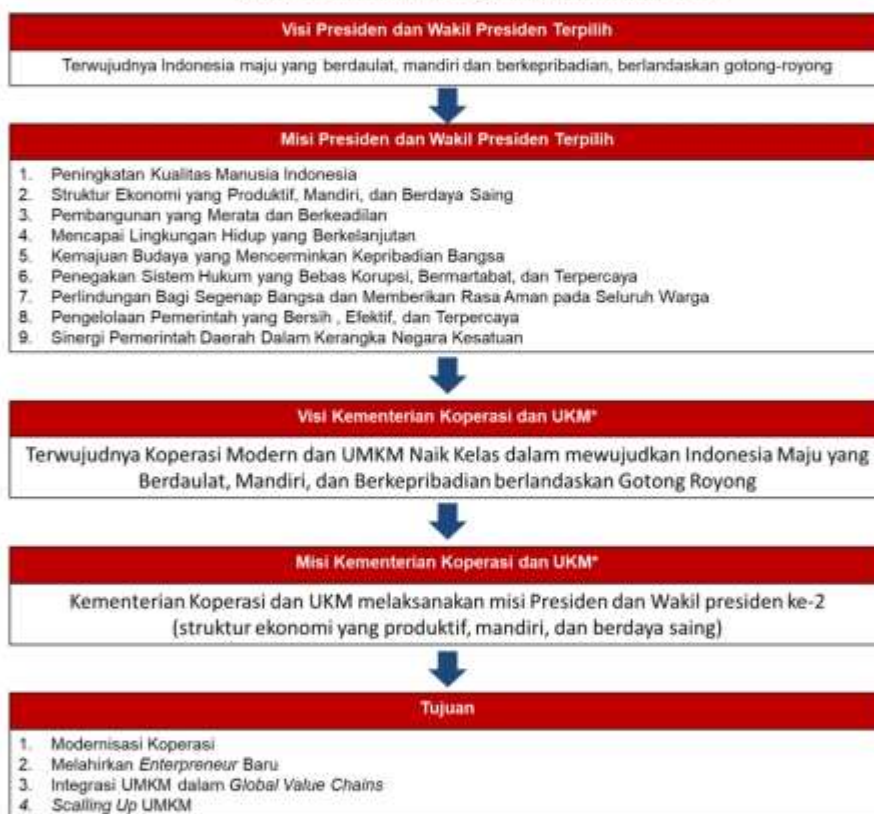 Visi Presiden dan Wakil Presiden Terpilih
Terwujudnya Indonesia maju yang berdaulat, mandiri dan berkepribadian, berlandaskan gotong-royong
Misi Presiden dan Wakil Presiden Terpilih
1. Peningkatan Kualitas Manusia Indonesia
2. Struktur Ekonomi yang Produktif, Mandiri, dan Berdaya Saing
3. Pembangunan yang Merata dan Berkeadilan
4. Mencapai Lingkungan Hidup yang Berkelanjutan
5. Kemajuan Budaya yang Mencerminkan Kepribadian Bangsa
6. Penegakan Sistem Hukum yang Bebas Korupsi, Bermartabat, dan Terpercaya
7. Perlindungan Bagi Segenap Bangsa dan Memberikan Rasa Aman pada Seluruh Warga
8. Pengelolaan Pemerintah yang Bersih , Efektif, dan Terpercaya
9. Sinergi Pemerintah Daerah Dalam Kerangka Negara Kesatuan
Visi Kementerian Koperasi dan UKM*
Terwujudnya Koperasi Modern dan UMKM Naik Kelas dalam mewujudkan Indonesia Maju yang
Berdaulat, Mandiri, dan Berkepribadian berlandaskan Gotong Royong
Misi Kementerian Koperasi dan UKM*
Kementerian Koperasi dan UKM melaksanakan misi Presiden dan Wakil presiden ke-2
(struktur ekonomi yang produktif, mandiri, dan berdaya saing)
Tujuan
1. Modernisasi Koperasi
2. Melahirkan Enterpreneur Baru
3. Integrasi UMKM dalam Global Value Chains
4. Scalling Up UMKM